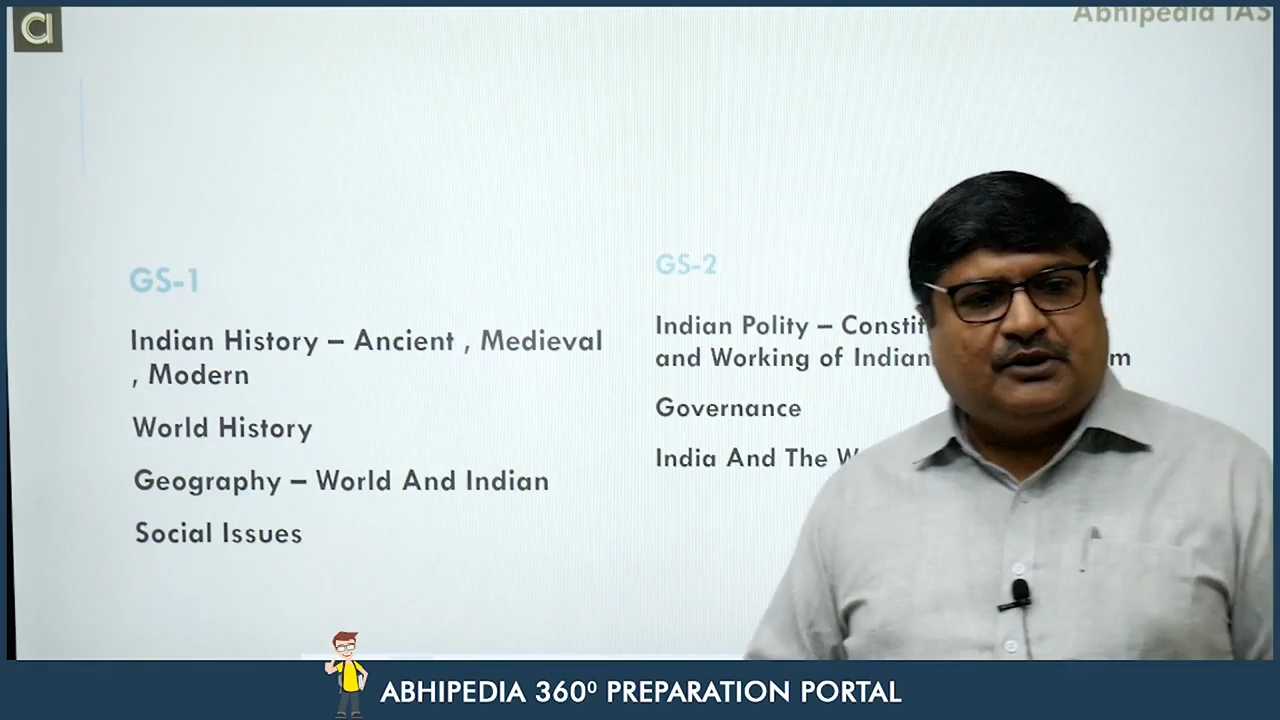 Abhipedia IAS
GS-1
Indian History – Ancient , Medieval
, Modern
World History
Geography – World And Indian
Social Issues
GS-2
Indian Polity –
and Working of Indian
Governance
India And The
ABHIPEDIA 360⁰ PREPARATION PORTAL